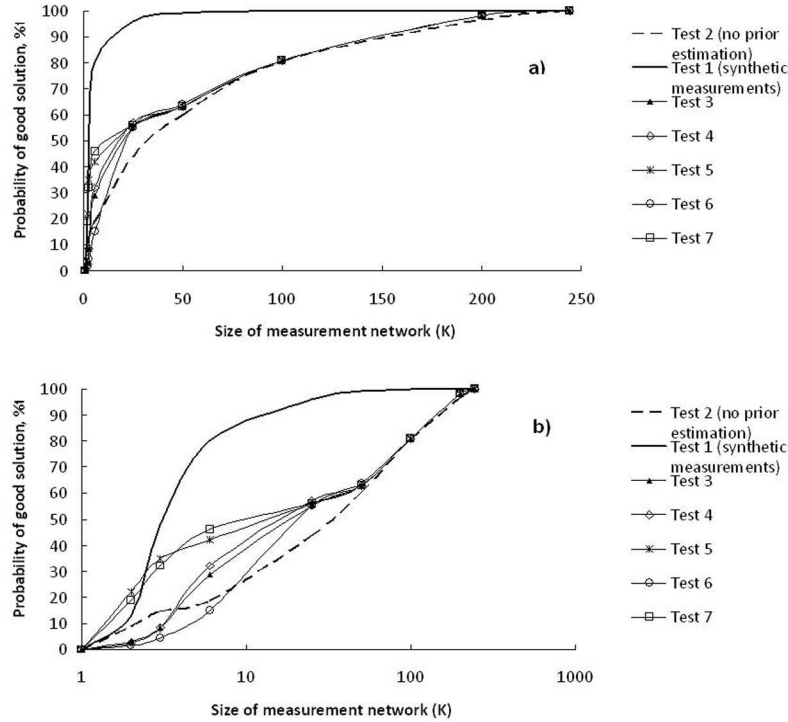 Probability of good solution, %1
100
90
80
70
60
50
40
30
20
10
0
a)
0 50 100 150 200 250
Size of measurement network (K)
Test 2 (no prior
estimation)
Test 1 (synthetic
measurements)
Test 3
Test 4
Test 5
Test 6
Test 7
Probability of good solution, %1
100
90
80
70
60
50
40
30
20
10
0
b)
1 10 100 1000
Size of measurement network (K)
Test 2 (no prior
estimation)
Test 1 (synthetic
measurements)
Test 3
Test 4
Test 5
Test 6
Test 7